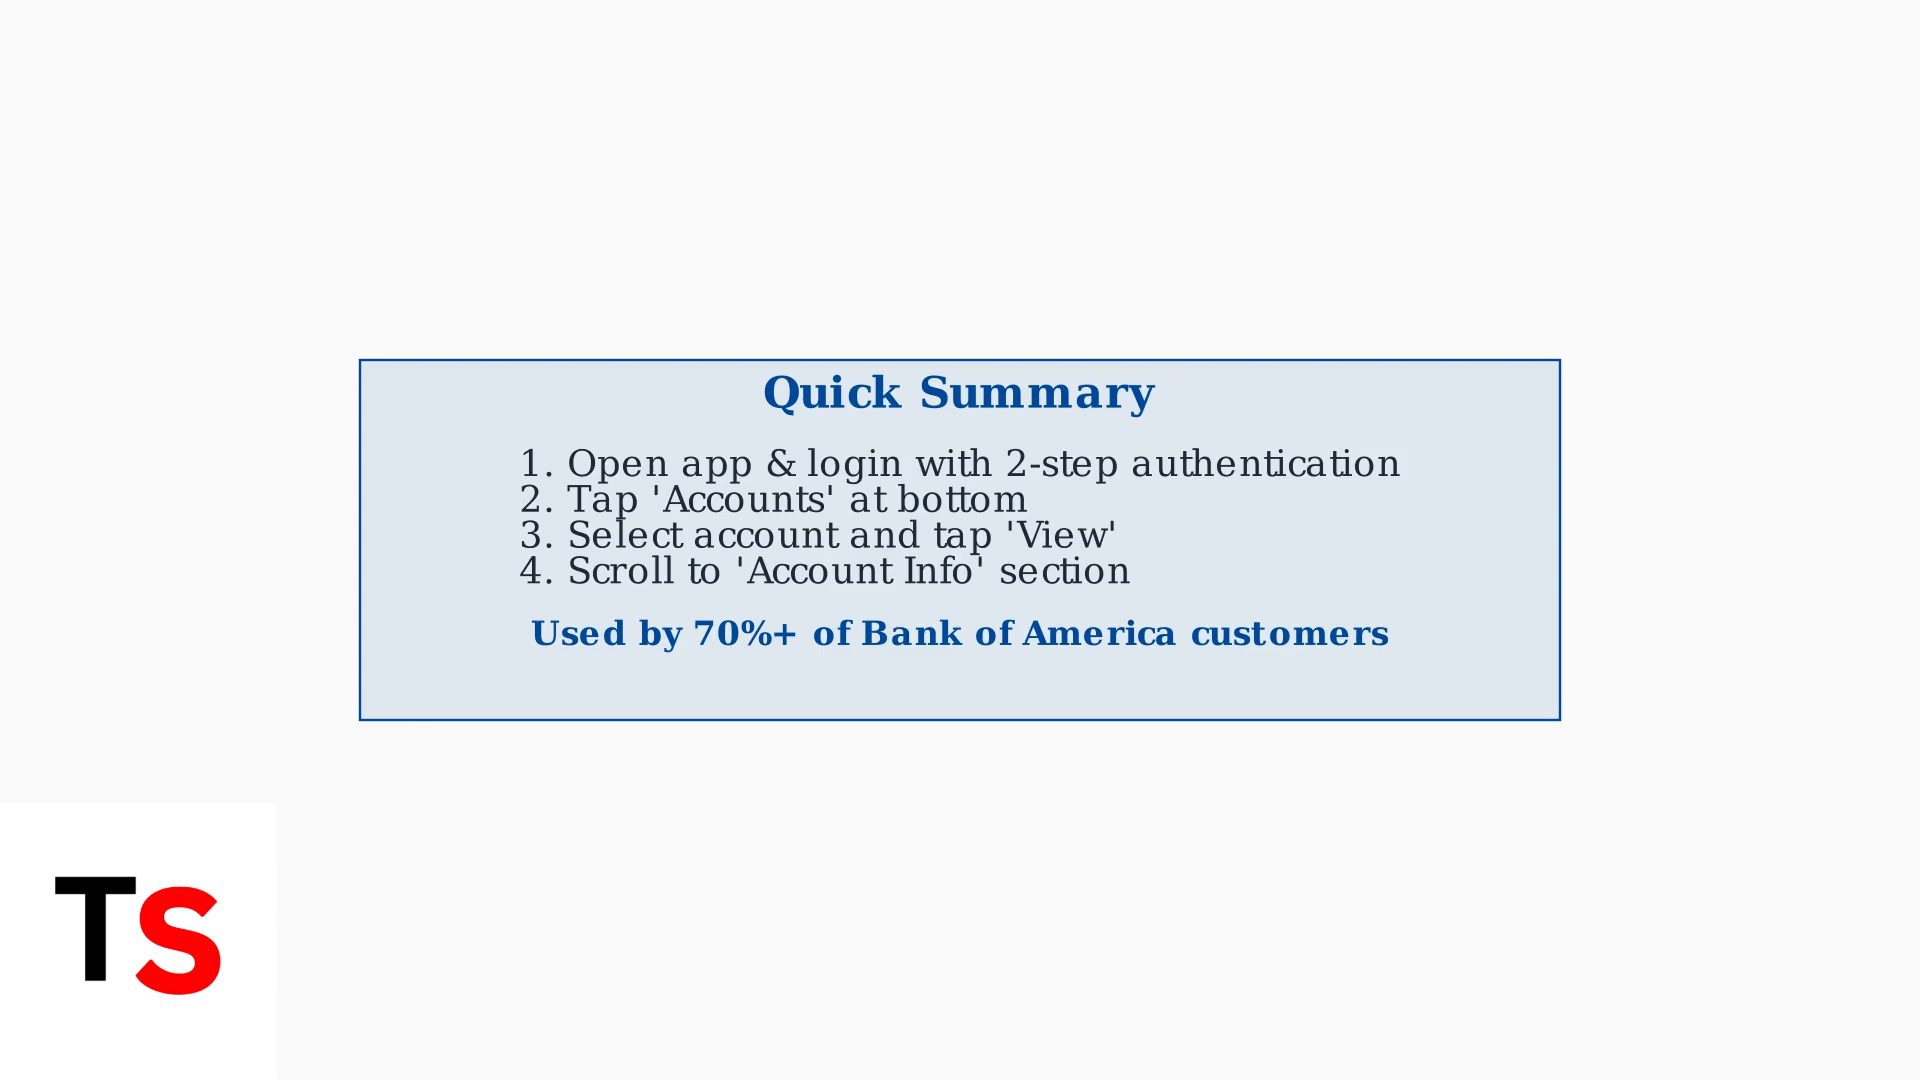 Quick Summary
1. Open app & login with 2-step authentication
2. Tap 'Accounts' at bottom
3. Select account and tap 'View'
4. Scroll to 'Account Info' section
Used by 70%+ of Bank of America customers
TS